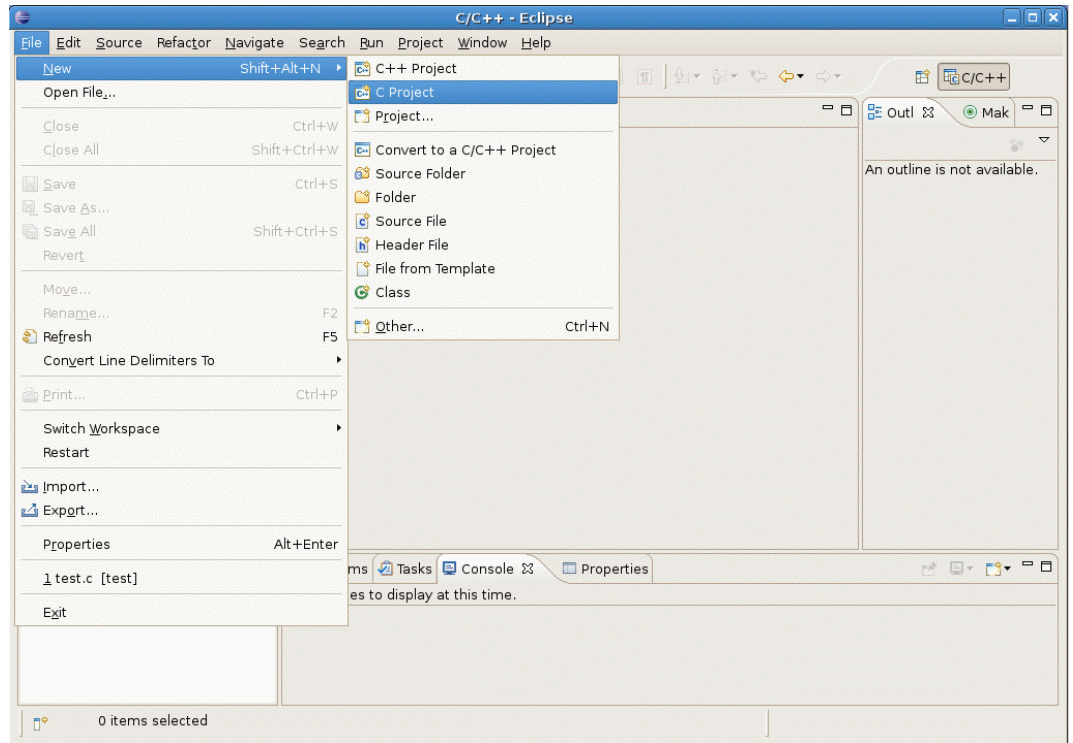 C/C++ - Eclipse
File Edit Source Refactor Navigate Search Run Project Window Help
New Shift+Alt+N
Open File...
Close Ctrl+W
Close All Shift+Ctrl+W
Save Ctrl+S
Save As...
Save All Shift+Ctrl+S
Revert
Move...
Rename... F2
Refresh F5
Convert Line Delimiters To
Print... Ctrl+P
Switch Workspace
Restart
Import...
Export...
Properties Alt+Enter
1 test.c [test]
Exit
C++ Project
C Project
Project...
Convert to a C/C++ Project
Source Folder
Folder
Source File
Header File
File from Template
Class
Other... Ctrl+N
C/C++
Outl Mak
An outline is not available.
ms Tasks Console Properties
es to display at this time.
0 items selected